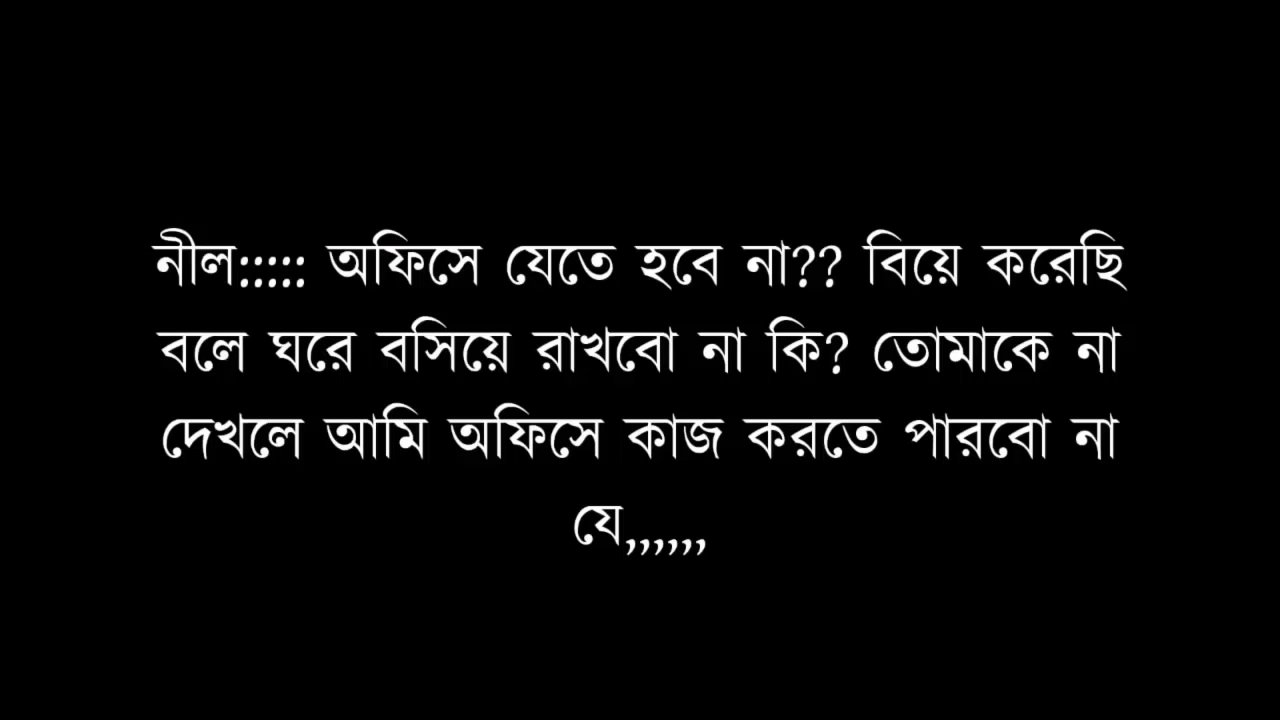 নীল::::: অফিসে যেতে হবে না?? বিয়ে করেছি
বলে ঘরে বসিয়ে রাখবো না কি? তোমাকে না
দেখলে আমি অফিসে কাজ করতে পারবো না
যে,,,,,,